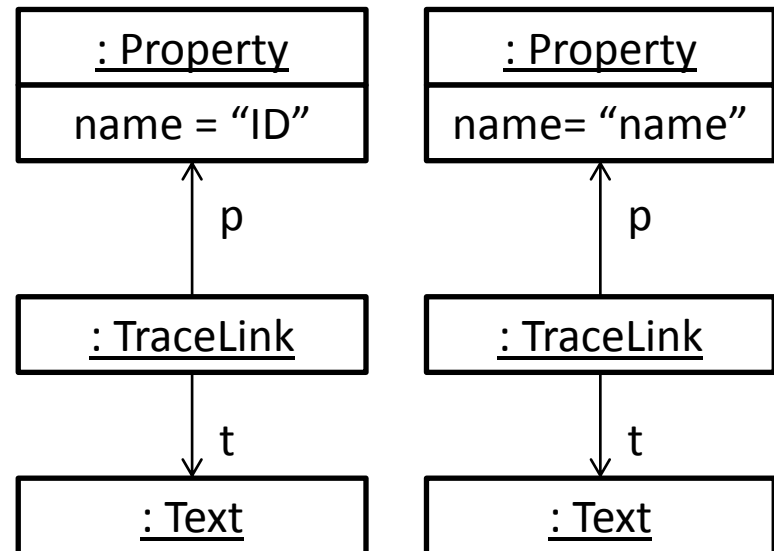 : Property
name = “ID”
p
: TraceLink
t
: Text
: Property
name= “name”
p
: TraceLink
t
: Text